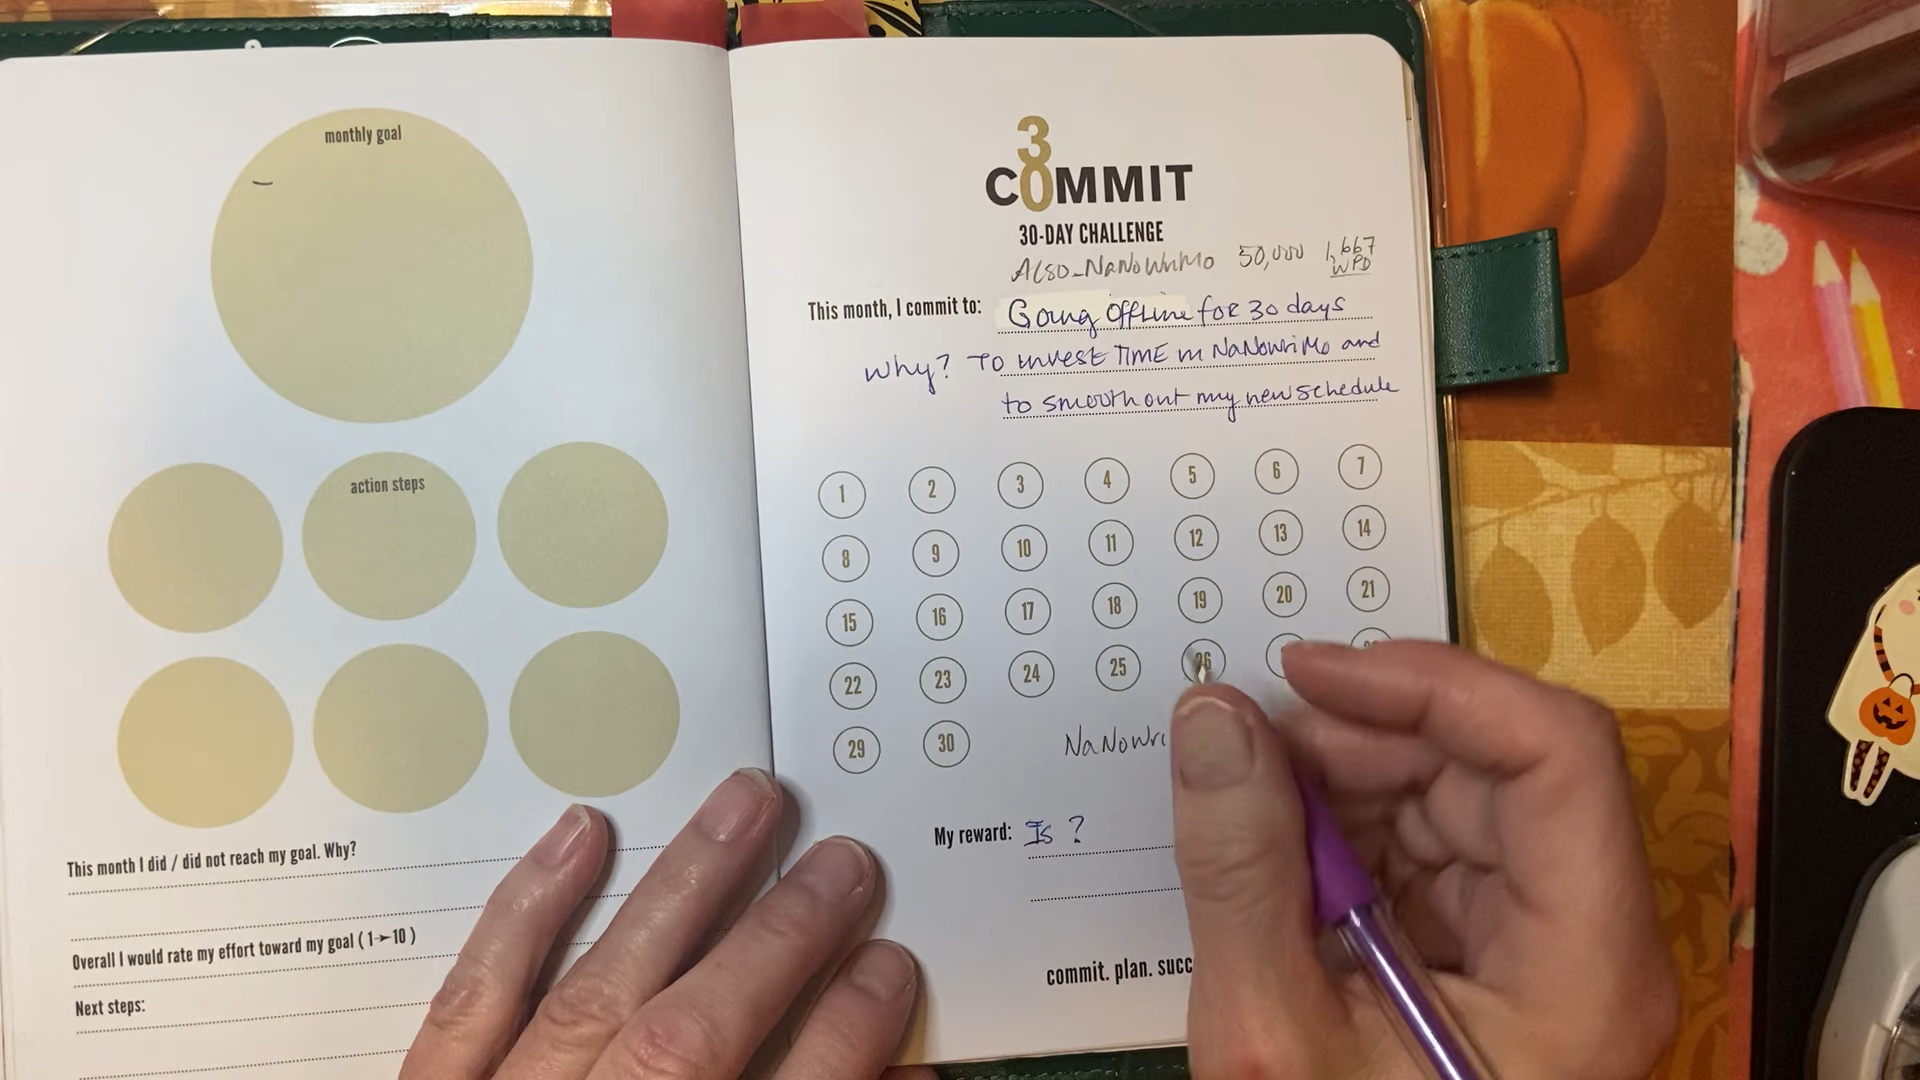 monthly goal
action steps
This month I did / did not reach my goal. Why?
Overall I would rate my effort toward my goal ( 1➝10 )
Next steps:
30
COMMIT
30-DAY CHALLENGE
Also - NaNoWriMo 50,000 1,667
WPD
This month, I commit to: Going Offline for 30 days
Why? To invest TIME in NaNoWriMo and
to smooth out my new schedule
1 2 3 4 5 6 7
8 9 10 11 12 13 14
15 16 17 18 19 20 21
22 23 24 25 26
29 30 NaNoWri
My reward: Is ?
commit. plan. succ